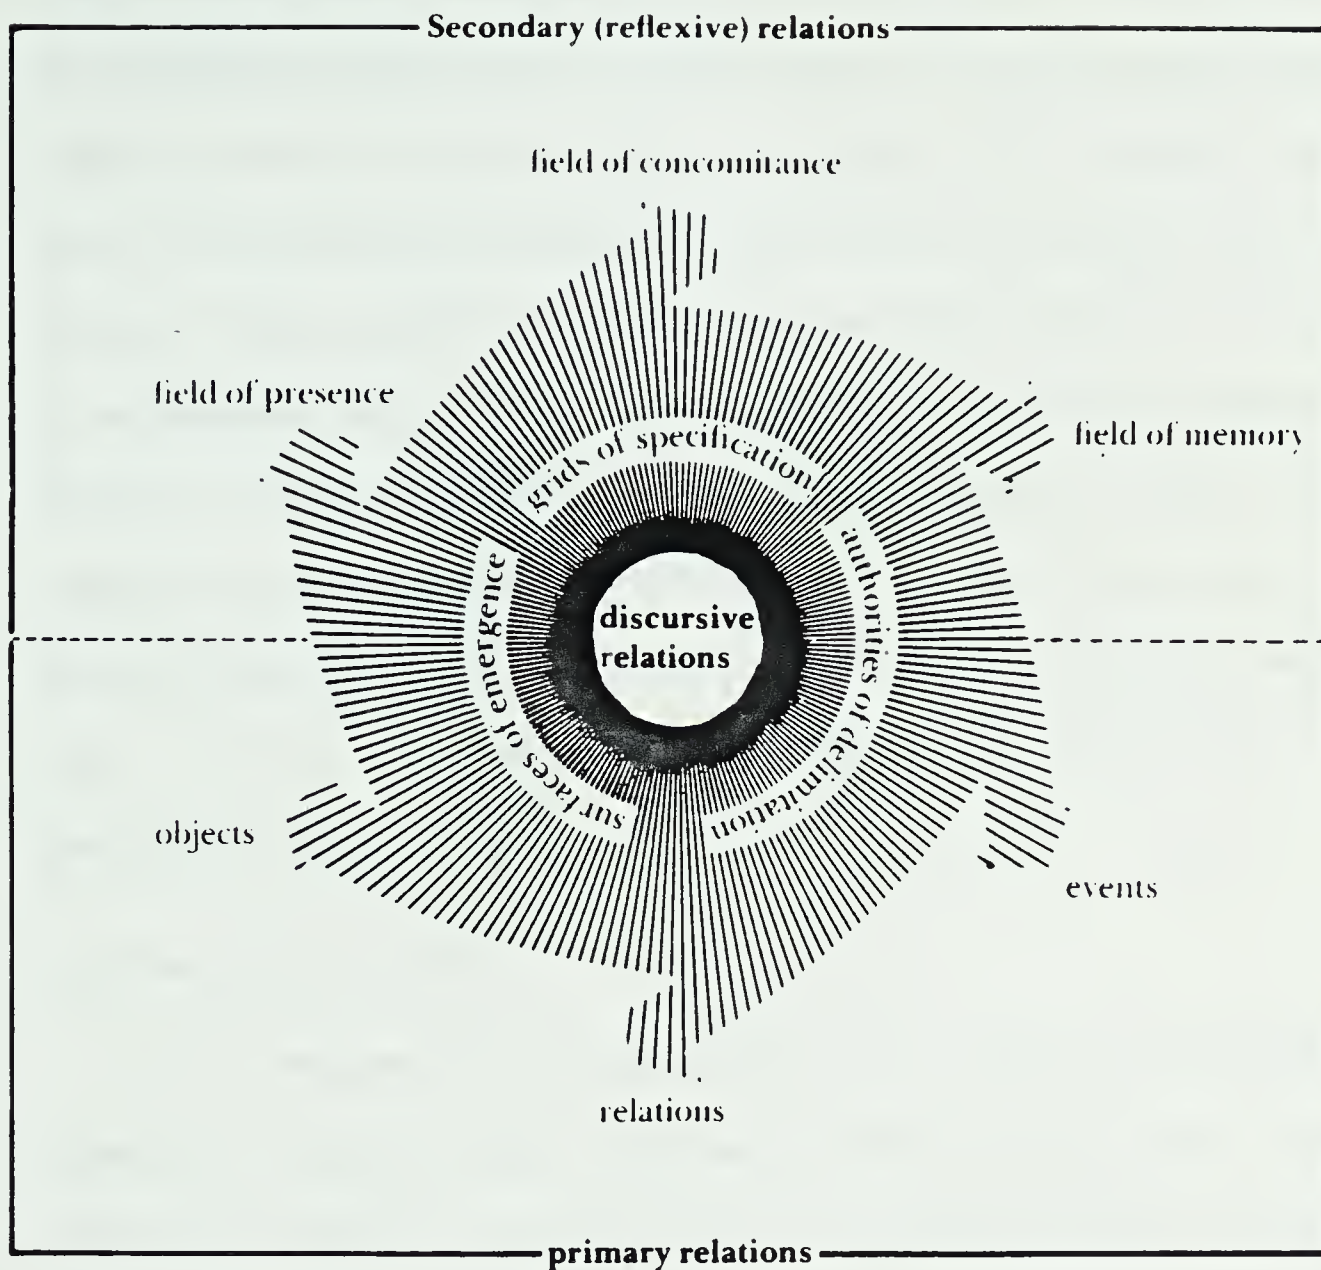 Secondary (reflexive) relations
field of concomitance
field of presence
field of memory
grids of specification
surfaces of emergence
authorities of delimitation
discursive
relations
objects
events
relations
primary relations